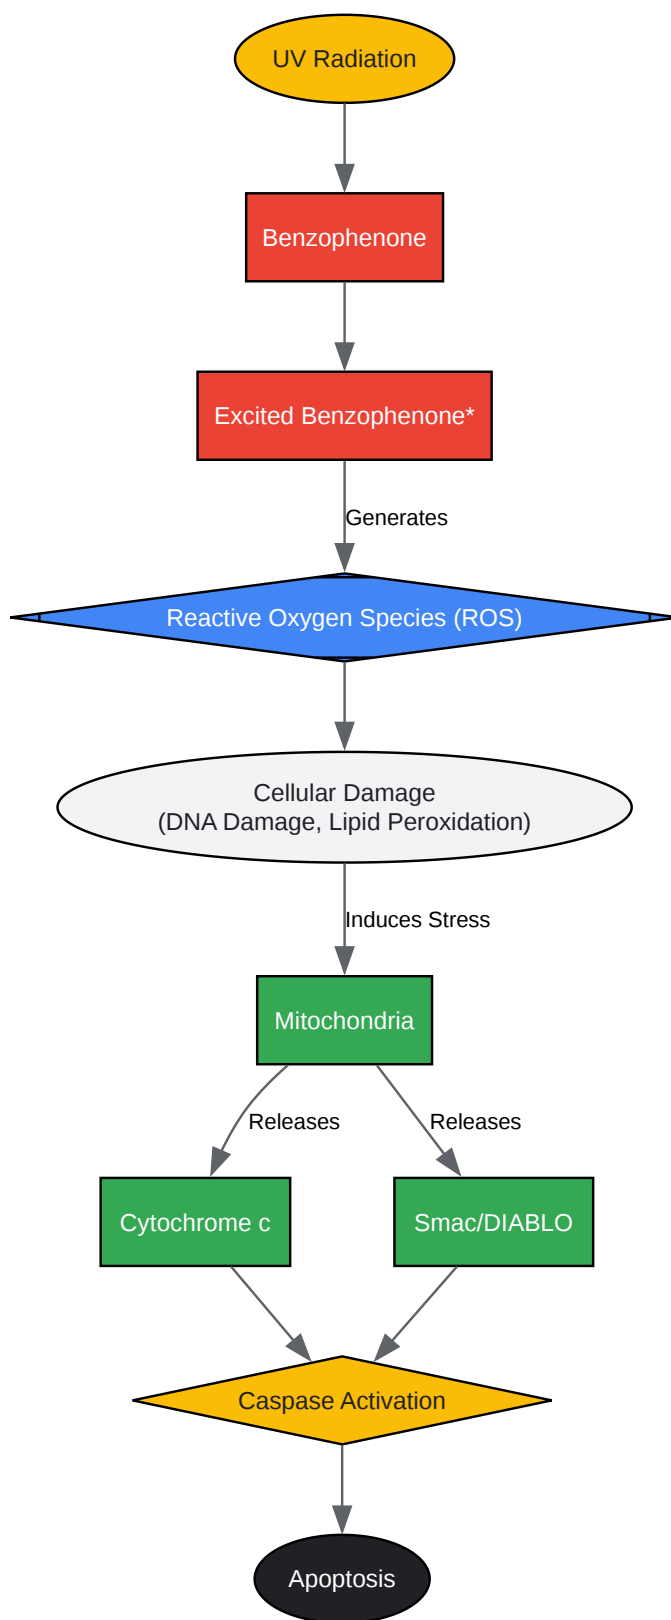 UV Radiation
Benzophenone
Excited Benzophenone*
Generates
Reactive Oxygen Species (ROS)
Cellular Damage
(DNA Damage, Lipid Peroxidation)
Induces Stress
Mitochondria
Releases
Releases
Cytochrome c
Smac/DIABLO
Caspase Activation
Apoptosis